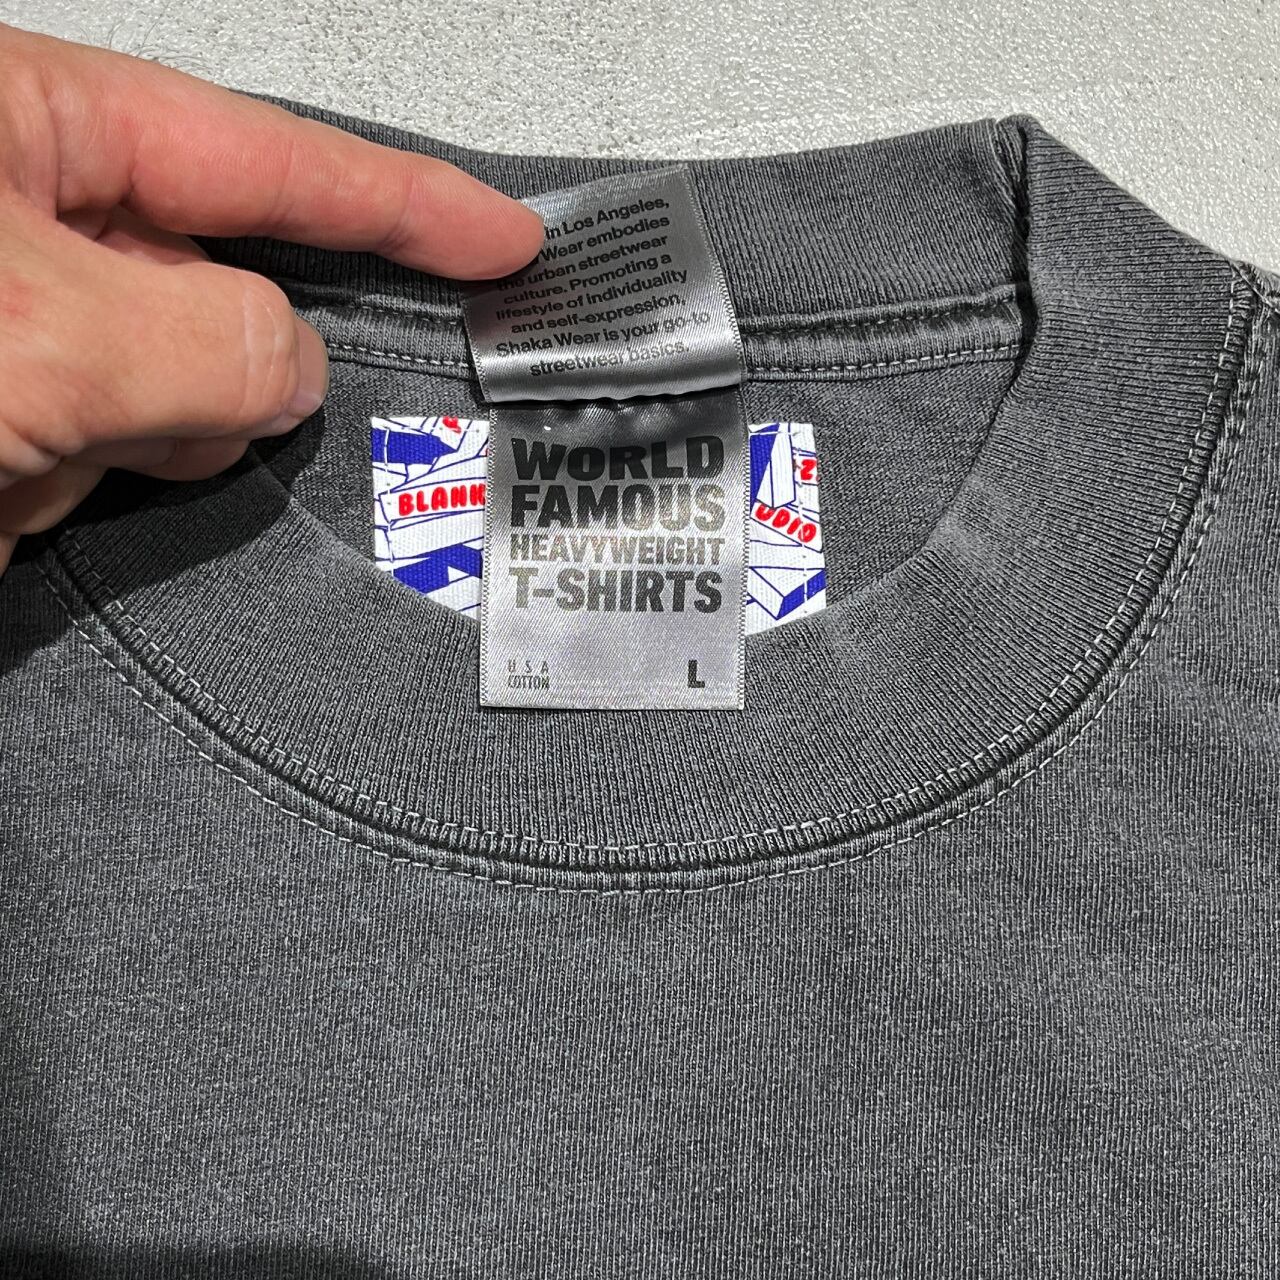 in Los Angeles,
Wear embodies
the urban streetwear
culture. Promoting a
lifestyle of individuality
and self-expression,
Shaka Wear is your go-to
streetwear basics.
WORLD
FAMOUS
HEAVYWEIGHT
T-SHIRTS
USA
COTTON
L
BLANK
UDIO